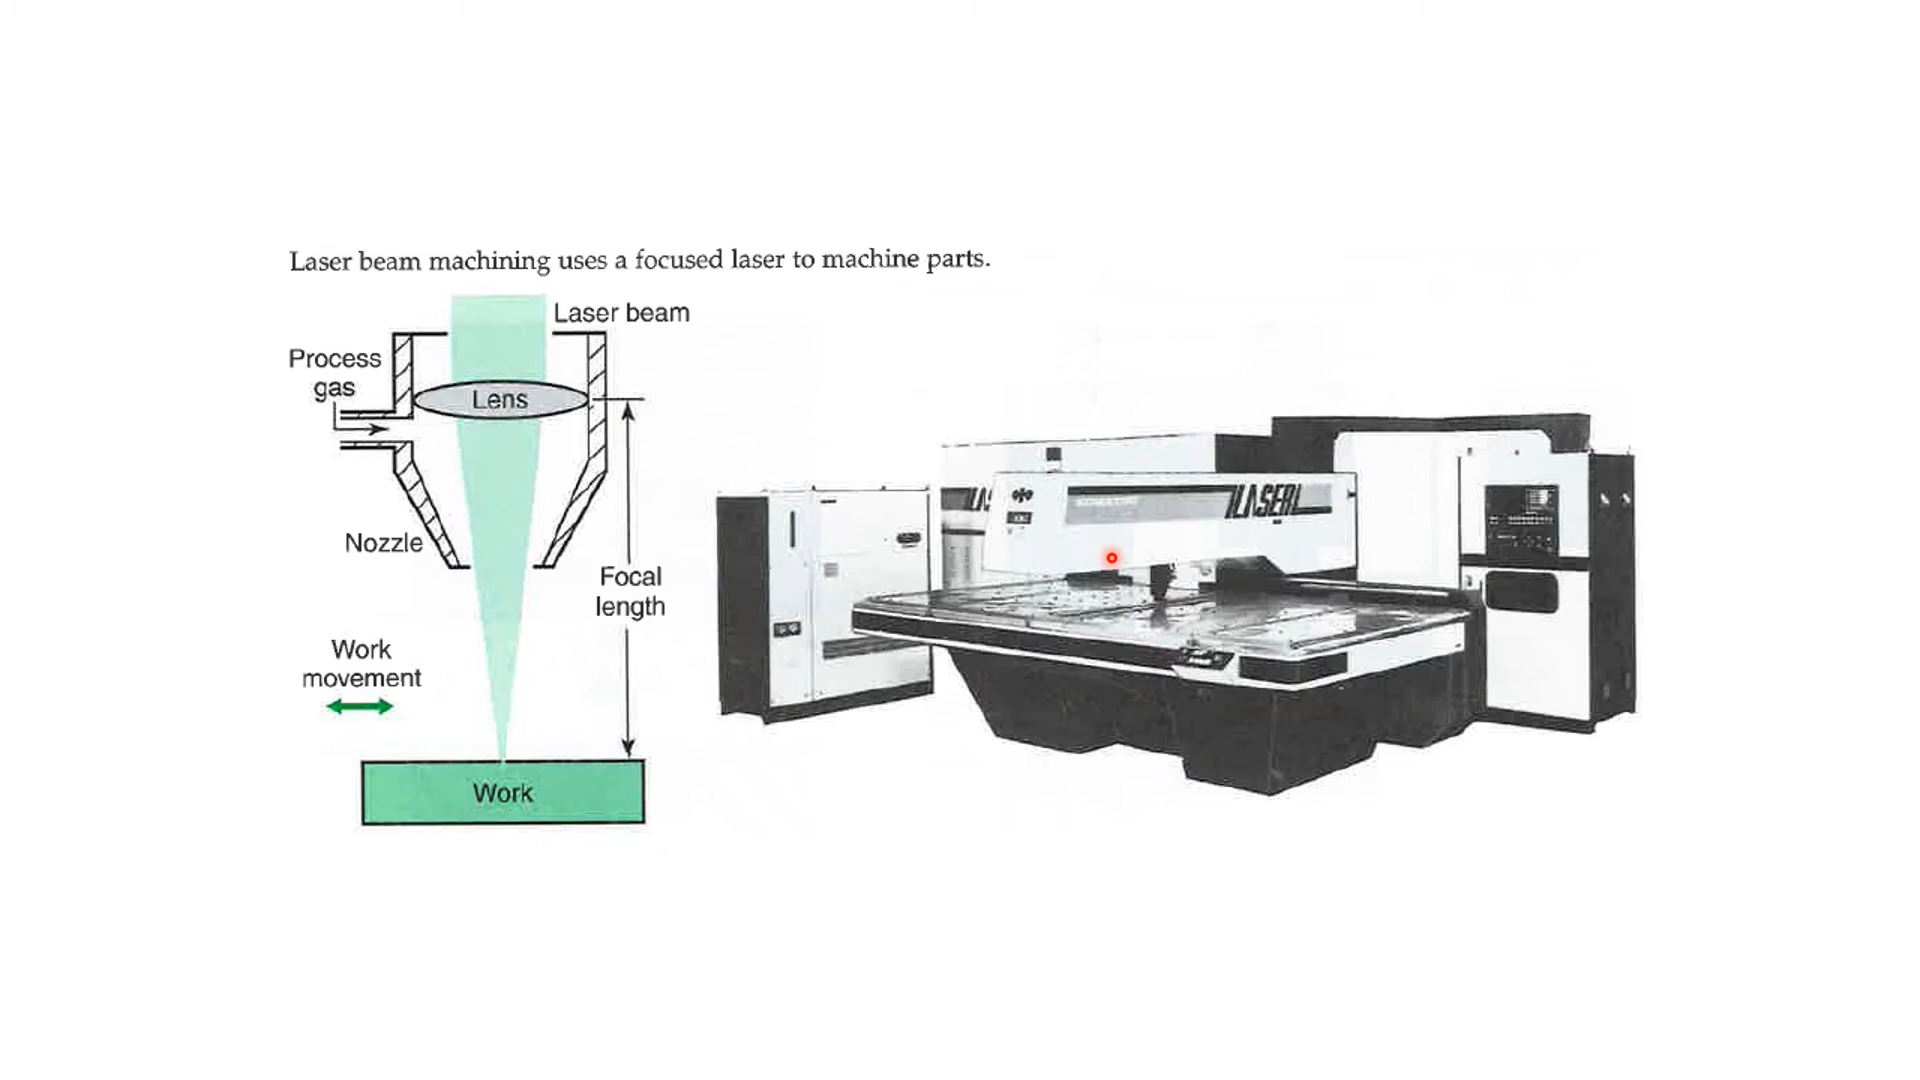 Laser beam machining uses a focused laser to machine parts.
Laser beam
Process
gas
Lens
Nozzle
Focal
length
Work
movement
Work
LASER